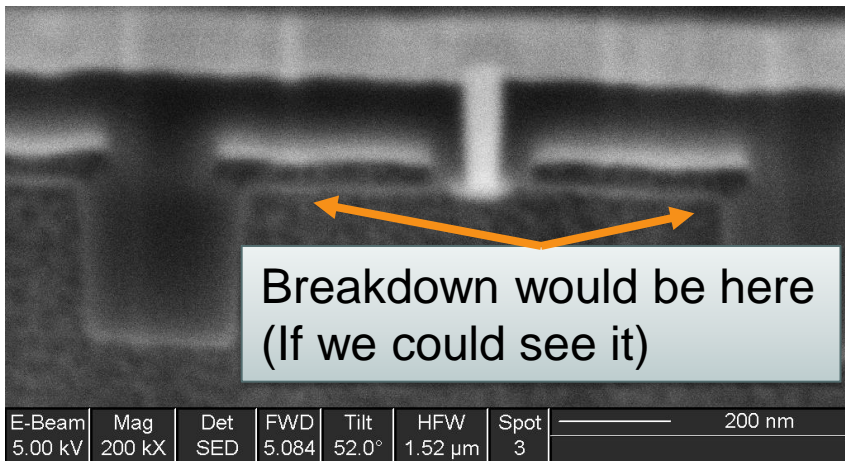 Breakdown would be here
(If we could see it)
E-Beam Mag Det FWD Tilt HFW Spot 200 nm
5.00 kV 200 kX SED 5.084 52.0° 1.52 µm 3